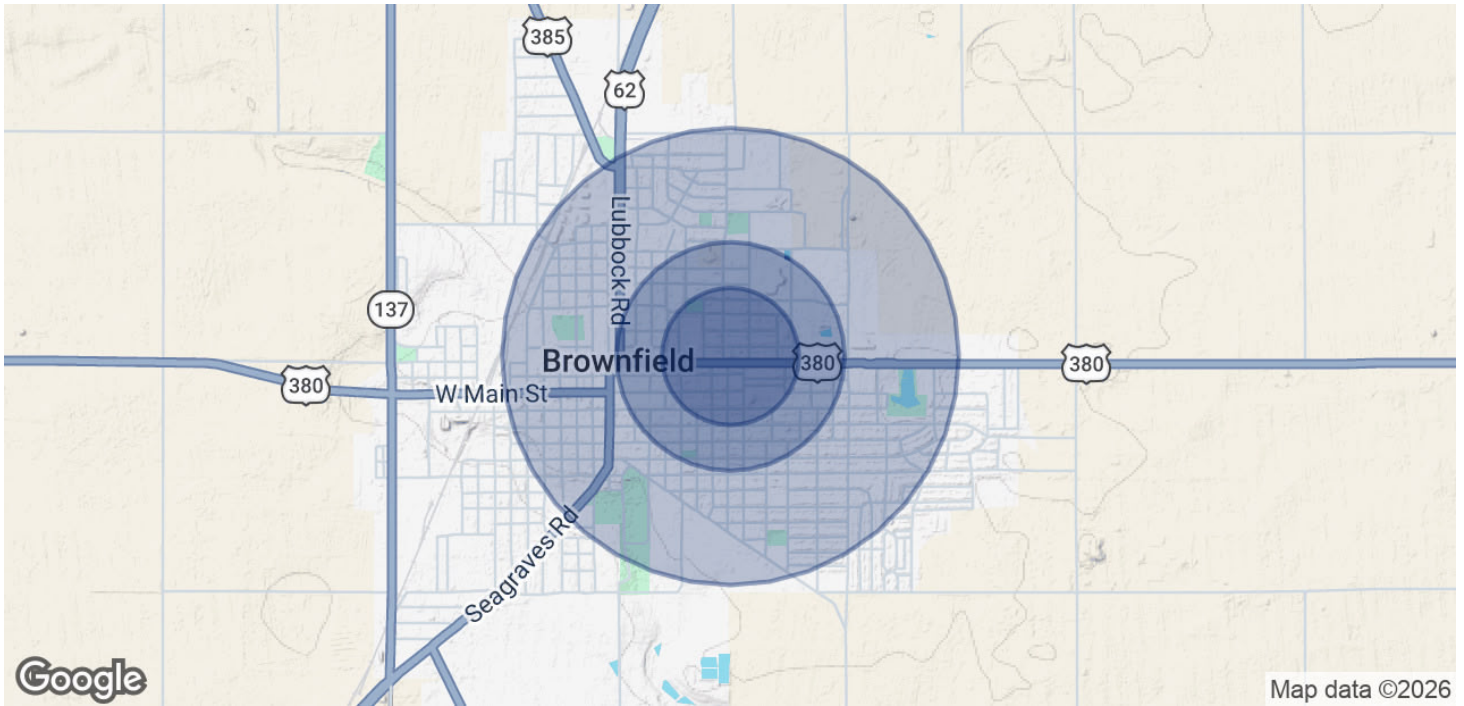 385
62
Lubbock Rd
137
Brownfield
380
380
380
W Main St
Seagraves Rd
Google
Map data ©2026